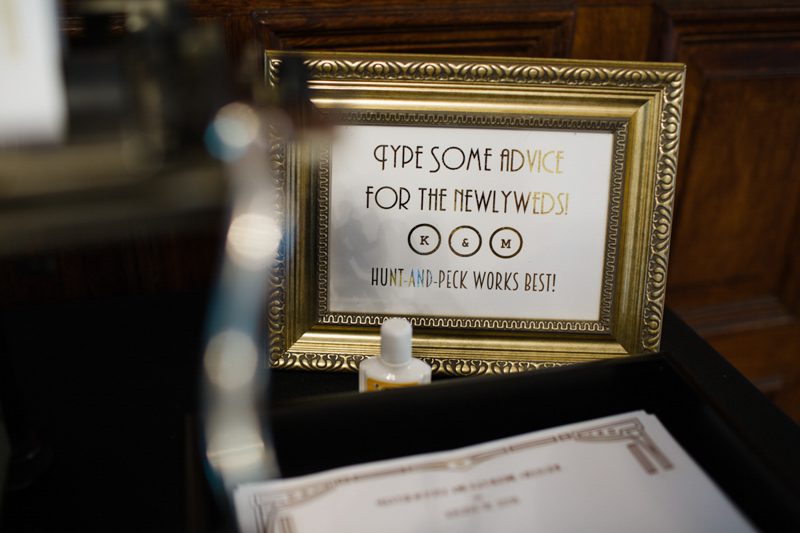 TYPE SOME ADVICE
FOR THE NEWLYWEDS!
K & M
HUNT-AND-PECK WORKS BEST!